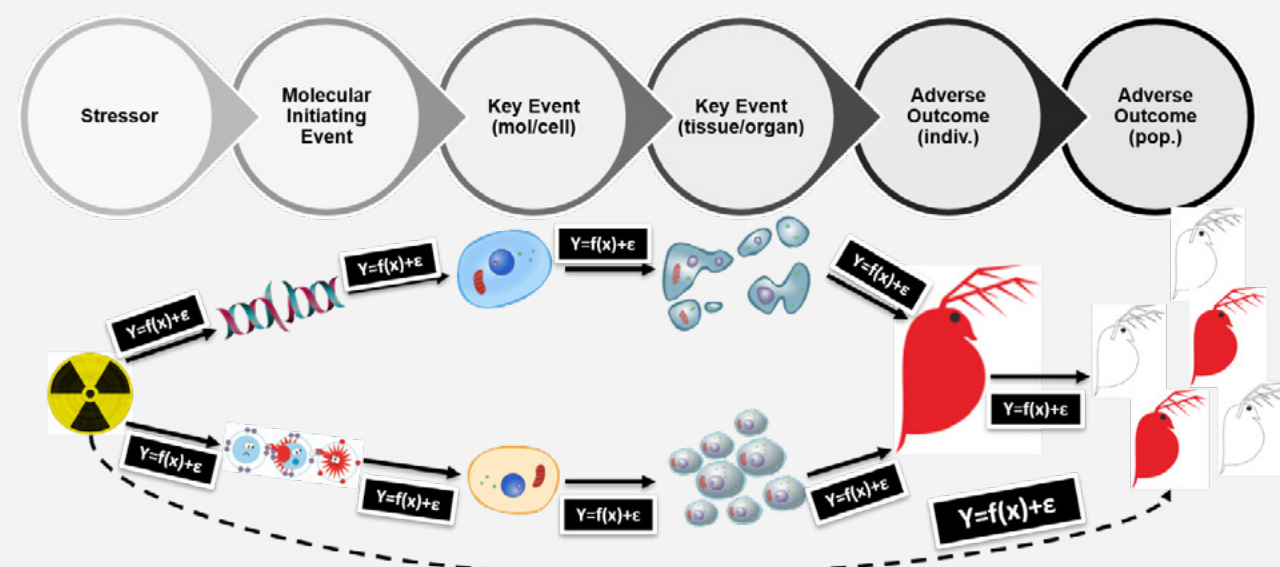 Stressor
Molecular
Initiating
Event
Key Event
(mol/cell)
Key Event
(tissue/organ)
Adverse
Outcome
(indiv.)
Adverse
Outcome
(pop.)
Y=f(x)+ε
Y=f(x)+ε
Y=f(x)+ε
Y=f(x)+ε
Y=f(x)+ε
Y=f(x)+ε
Y=f(x)+ε
Y=f(x)+ε
Y=f(x)+ε
Y=f(x)+ε